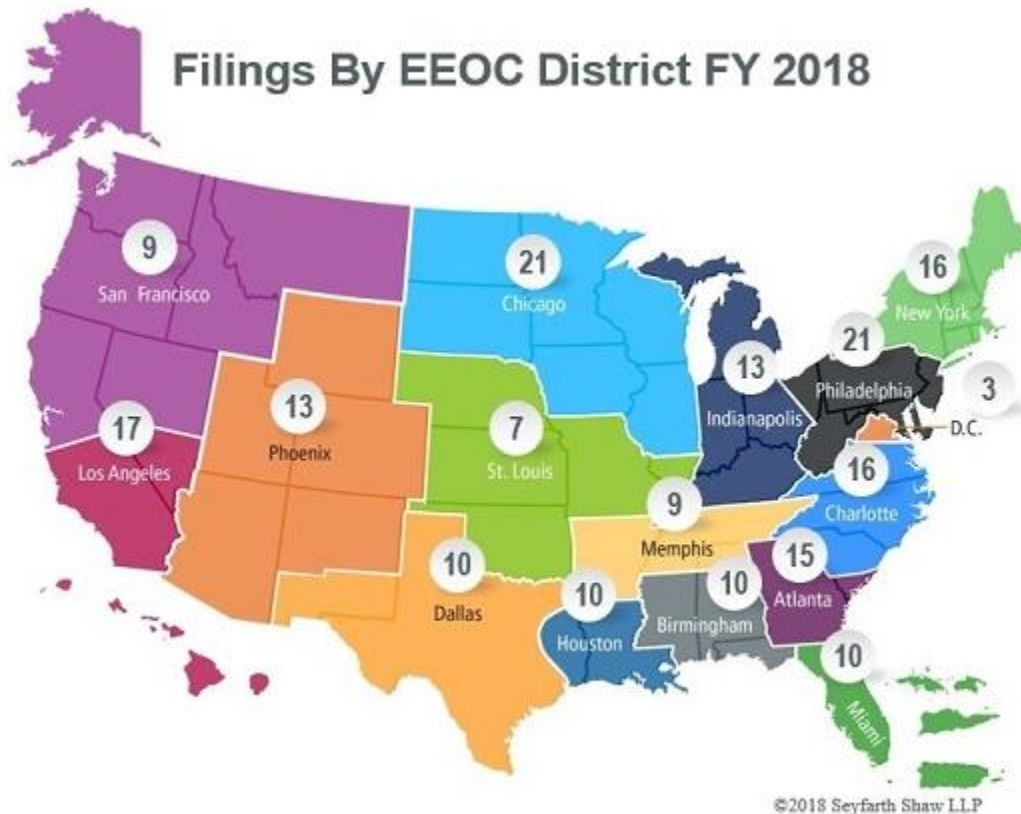 Filings By EEOC District FY 2018
9
San Francisco
21
Chicago
16
New York
13
Indianapolis
21
Philadelphia
3
D.C.
17
Los Angeles
13
Phoenix
7
St. Louis
9
Memphis
16
Charlotte
10
Dallas
10
Houston
10
Birmingham
15
Atlanta
10
Miami
©2018 Seyfarth Shaw LLP